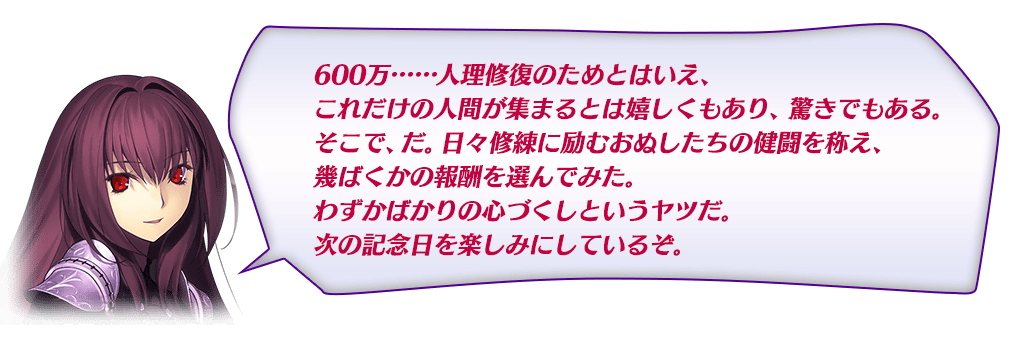 600万……人理修復のためとはいえ、
これだけの人間が集まるとは嬉しくもあり、驚きでもある。
そこで、だ。日々修練に励むおぬしたちの健闘を称え、
幾ばくかの報酬を選んでみた。
わずかばかりの心づくしというヤツだ。
次の記念日を楽しみにしているぞ。